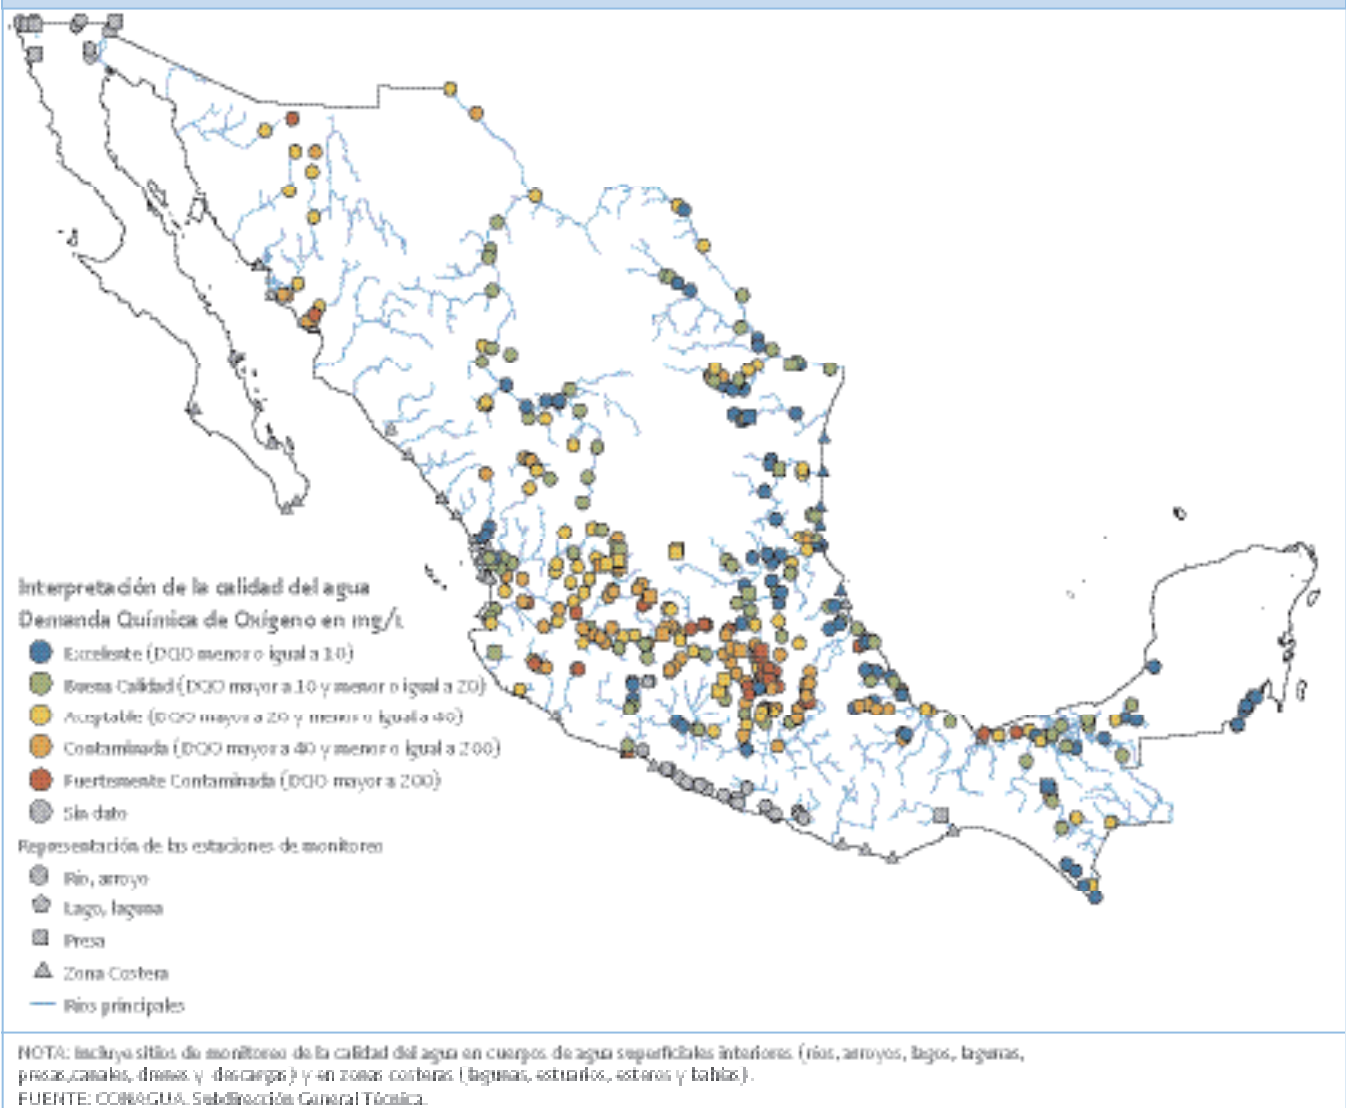 Interpretación de la calidad del agua
Demanda Química de Oxígeno en mg/L
Excelente (DQO menor o igual a 10)
Buena Calidad (DQO mayor a 10 y menor o igual a 20)
Aceptable (DQO mayor a 20 y menor o igual a 40)
Contaminada (DQO mayor a 40 y menor o igual a 200)
Fuertemente Contaminada (DQO mayor a 200)
Sin dato
Representación de las estaciones de monitoreo
Río, arroyo
Lago, laguna
Presa
Zona Costera
Ríos principales
NOTA: Incluye sitios de monitoreo de la calidad del agua en cuerpos de agua superficiales interiores (ríos, arroyos, lagos, lagunas,
presas, canales, drenes y descargas) y en zonas costeras (lagunas, estuarios, esteros y bahías).
FUENTE: CONAGUA. Subdirección General Técnica.